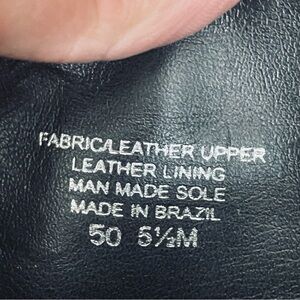 FABRIC/LEATHER UPPER
LEATHER LINING
MAN MADE SOLE
MADE IN BRAZIL
50 5½M